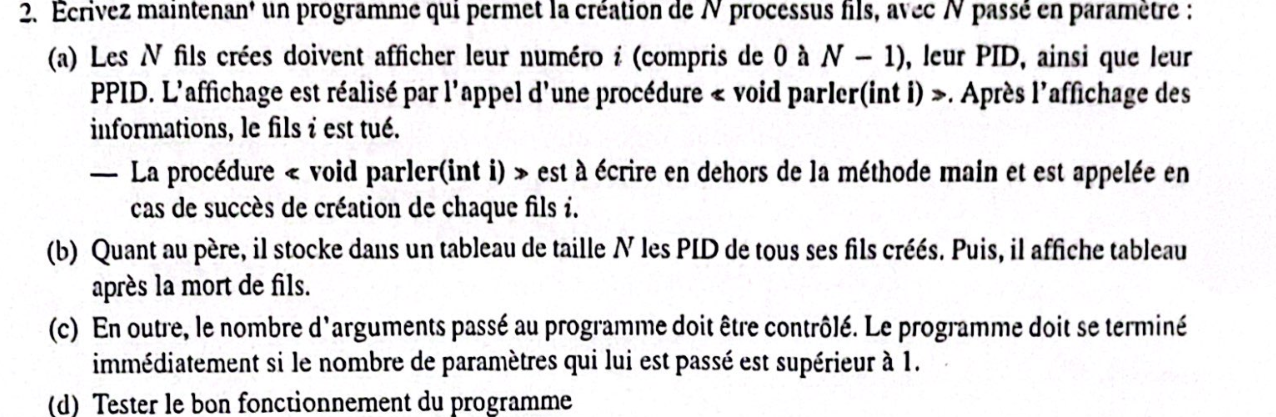 2. Écrivez maintenant un programme qui permet la création de N processus fils, avec N passé en paramètre :
(a) Les N fils crées doivent afficher leur numéro i (compris de 0 à N − 1), leur PID, ainsi que leur
PPID. L'affichage est réalisé par l'appel d'une procédure « void parler(int i) ». Après l'affichage des
informations, le fils i est tué.
— La procédure « void parler(int i) » est à écrire en dehors de la méthode main et est appelée en
cas de succès de création de chaque fils i.
(b) Quant au père, il stocke dans un tableau de taille N les PID de tous ses fils créés. Puis, il affiche tableau
après la mort de fils.
(c) En outre, le nombre d'arguments passé au programme doit être contrôlé. Le programme doit se terminé
immédiatement si le nombre de paramètres qui lui est passé est supérieur à 1.
(d) Tester le bon fonctionnement du programme